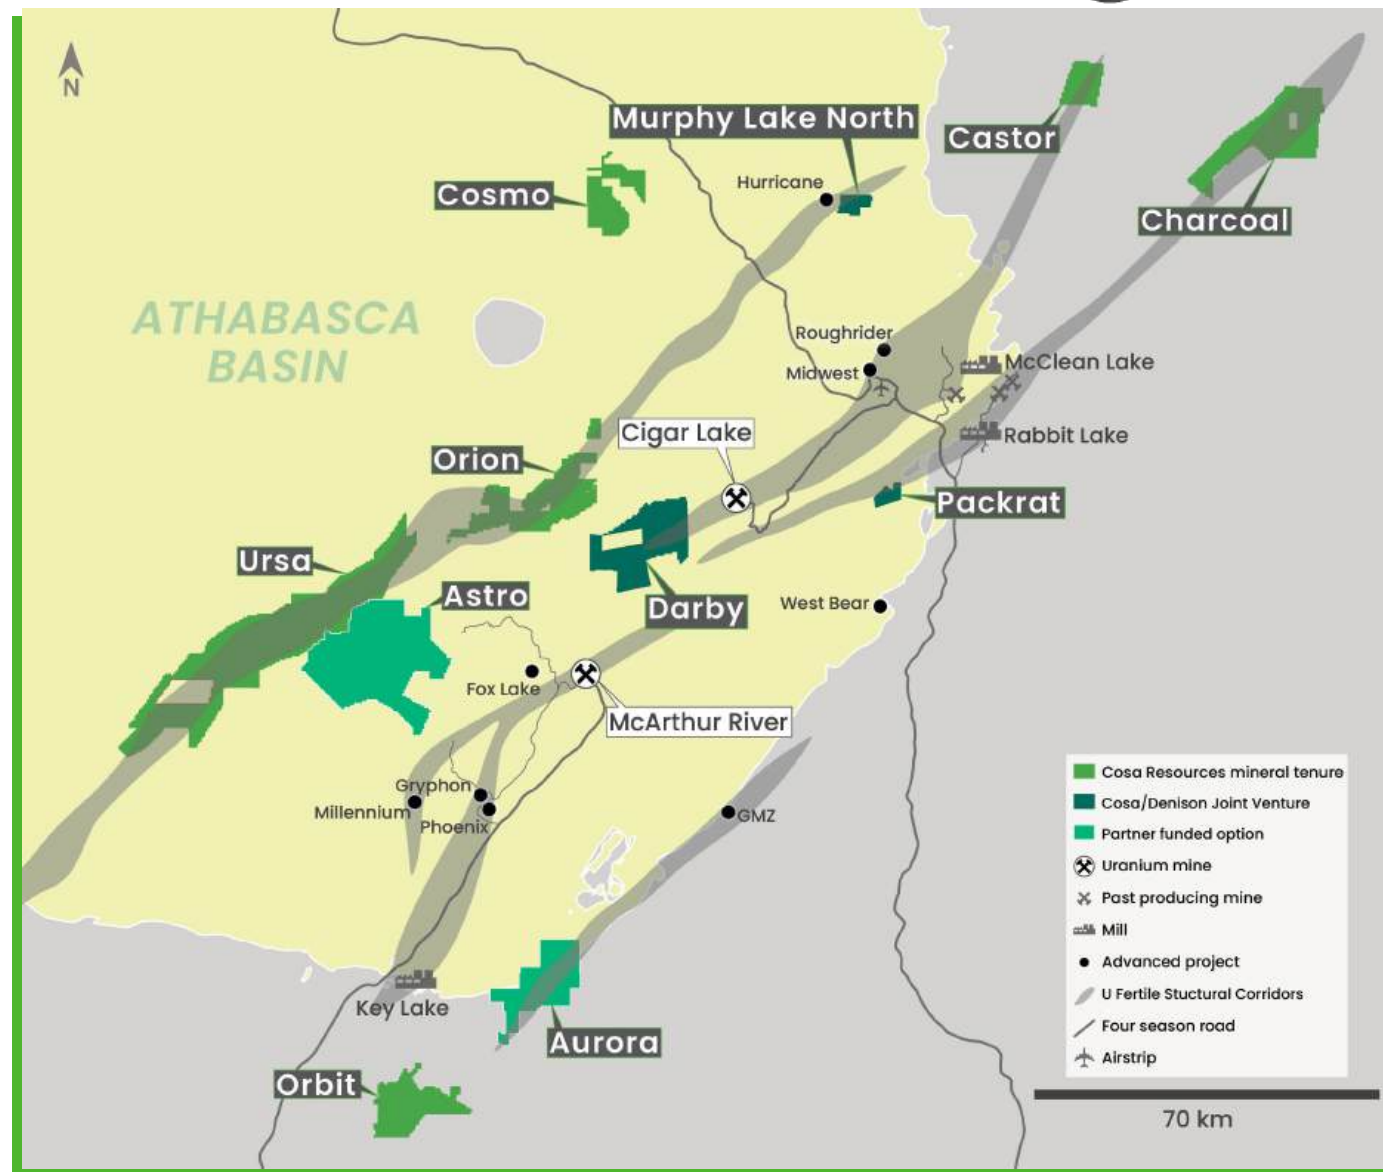 N
Murphy Lake North
Castor
Hurricane
Cosmo
Charcoal
ATHABASCA
BASIN
Roughrider
Midwest
McClean Lake
Cigar Lake
Rabbit Lake
Orion
Packrat
Ursa
Astro
Darby
West Bear
Fox Lake
McArthur River
Gryphon
Millennium
Phoenix
GMZ
Key Lake
Aurora
Orbit
Cosa Resources mineral tenure
Cosa/Denison Joint Venture
Partner funded option
Uranium mine
Past producing mine
Mill
Advanced project
U Fertile Stuctural Corridors
Four season road
Airstrip
70 km